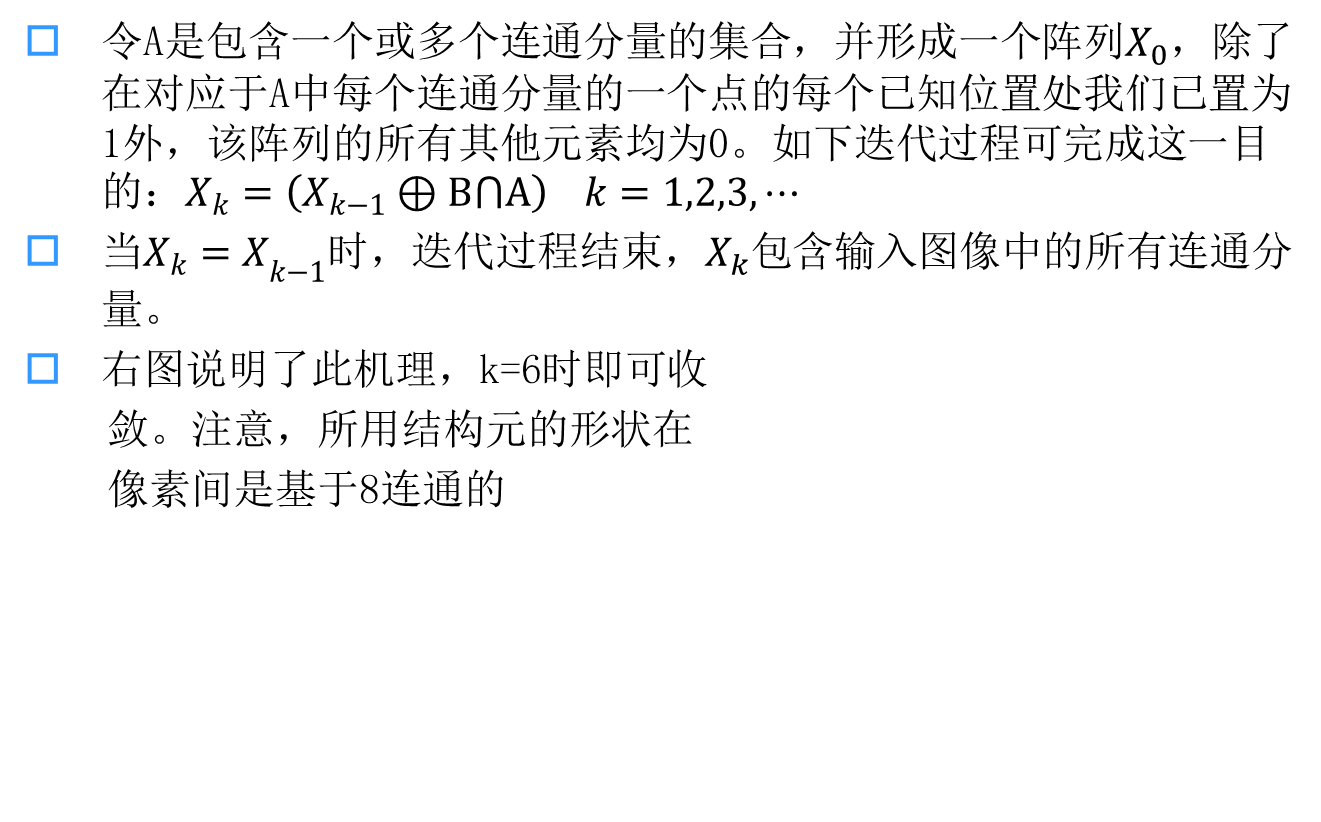 令A是包含一个或多个连通分量的集合，并形成一个阵列X₀，除了
在对应于A中每个连通分量的一个点的每个已知位置处我们已置为
1外，该阵列的所有其他元素均为0。如下迭代过程可完成这一目
的：Xₖ = (Xₖ₋₁ ⊕ B∩A) k = 1,2,3,⋯
当Xₖ = Xₖ₋₁时，迭代过程结束，Xₖ包含输入图像中的所有连通分
量。
右图说明了此机理，k=6时即可收
敛。注意，所用结构元的形状在
像素间是基于8连通的